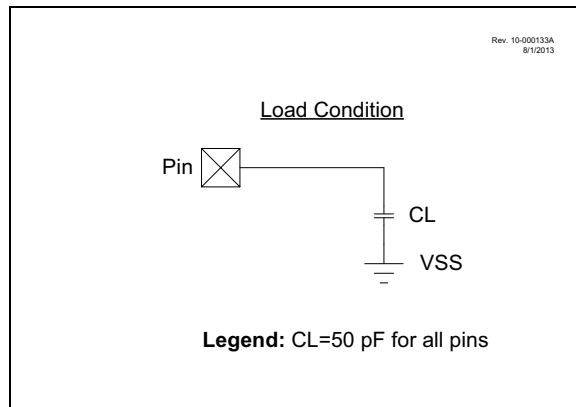 Rev. 10-000133A
8/1/2013
Load Condition
Pin
CL
VSS
Legend: CL=50 pF for all pins